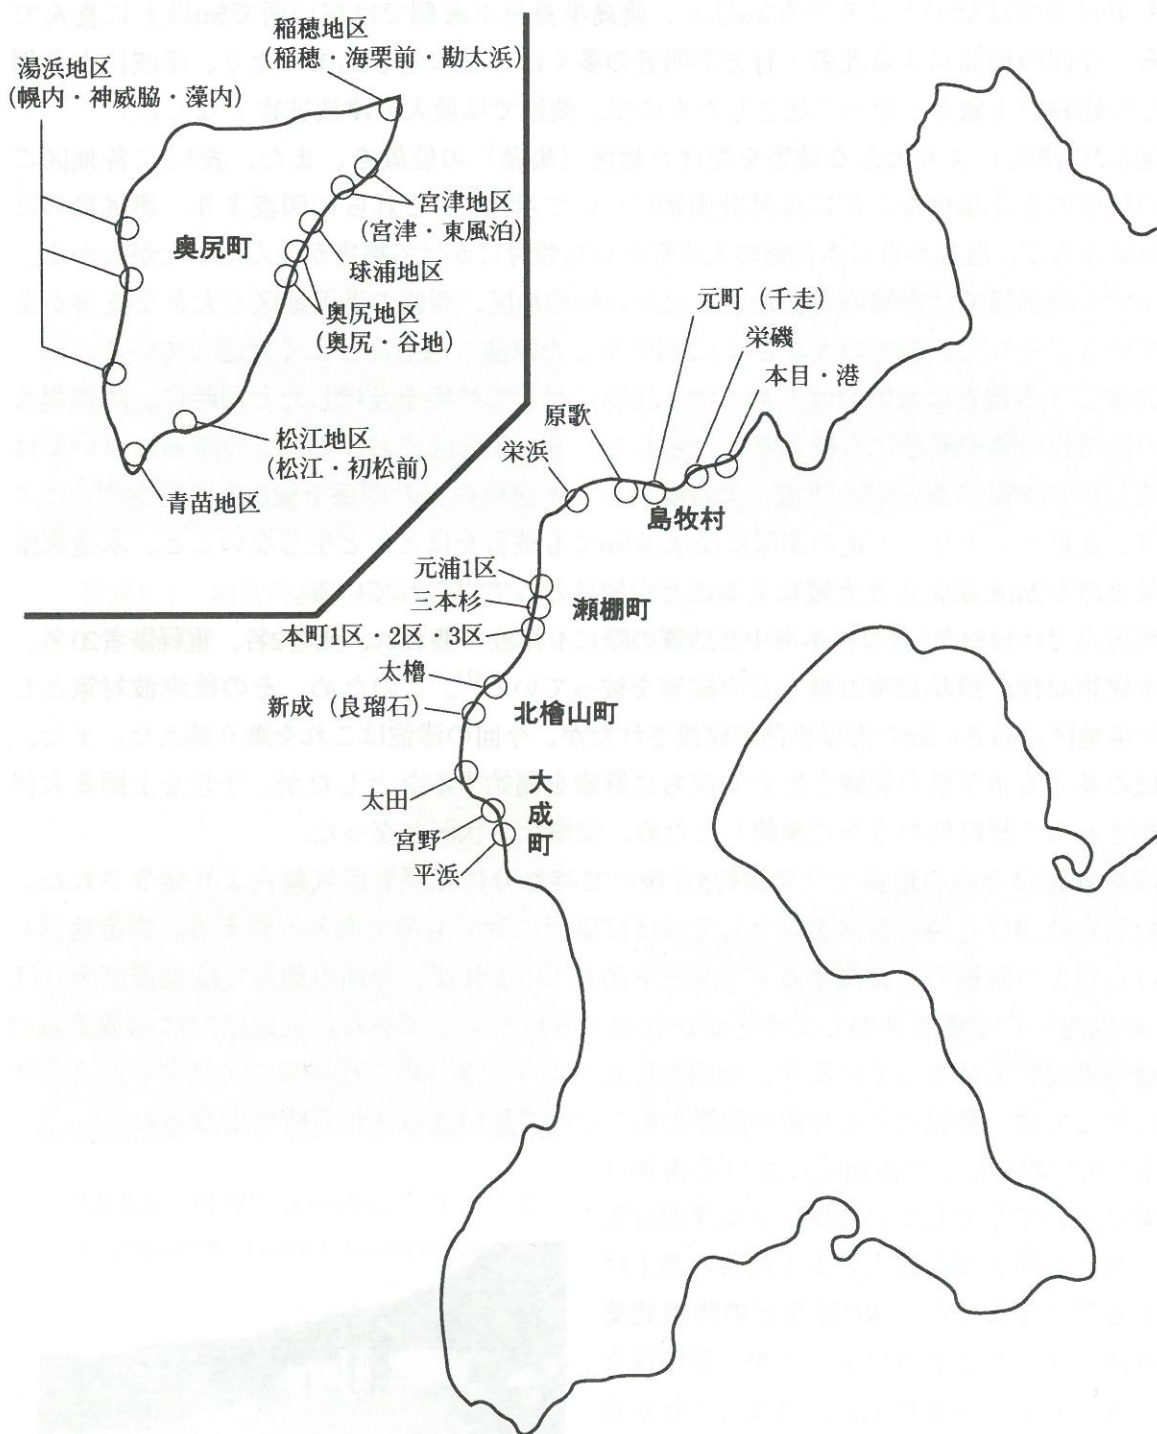 稲穂地区
(稲穂・海栗前・勘太浜)
湯浜地区
(幌内・神威脇・藻内)
宮津地区
(宮津・東風泊)
奥尻町
球浦地区
奥尻地区
(奥尻・谷地)
松江地区
(松江・初松前)
青苗地区
元町（千走）
栄磯
本目・港
原歌
栄浜
島牧村
元浦1区
三本杉
瀬棚町
本町1区・2区・3区
太櫓
新成（良瑠石）
北檜山町
太田
大成町
宮野
平浜